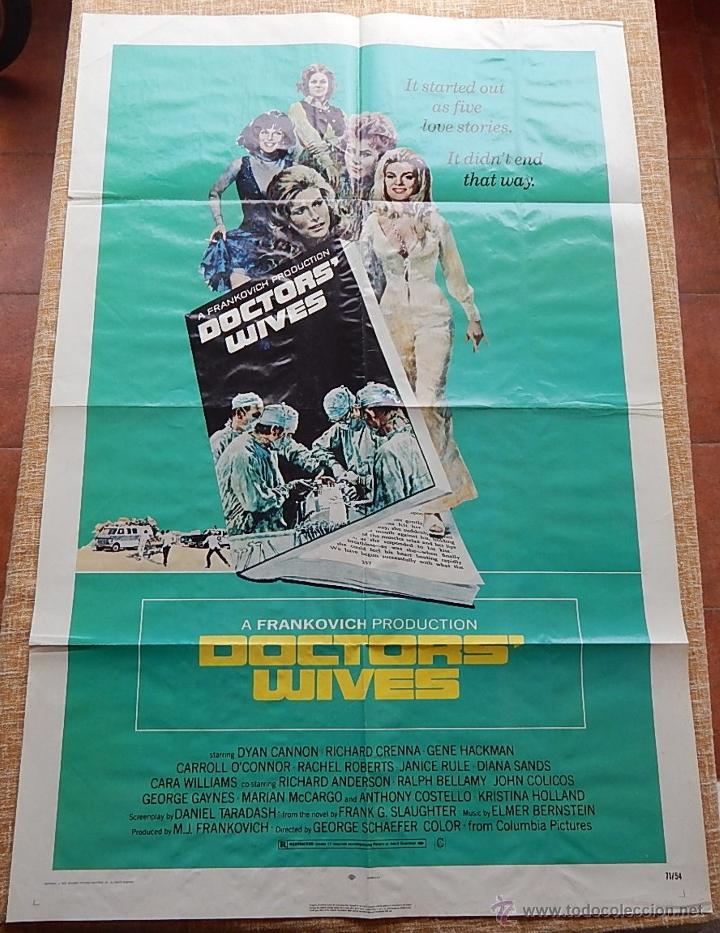 It started out
as five
love stories.
It didn't end
that way.
A FRANKOVICH PRODUCTION
DOCTORS'
WIVES
357
A FRANKOVICH PRODUCTION
DOCTORS'
WIVES
starring DYAN CANNON • RICHARD CRENNA • GENE HACKMAN
CARROLL O'CONNOR • RACHEL ROBERTS • JANICE RULE • DIANA SANDS
CARA WILLIAMS co-starring RICHARD ANDERSON • RALPH BELLAMY • JOHN COLICOS
GEORGE GAYNES • MARIAN McCARGO and ANTHONY COSTELLO • KRISTINA HOLLAND
Screenplay by DANIEL TARADASH • from the novel by FRANK G. SLAUGHTER • Music by ELMER BERNSTEIN
Produced by M.J. FRANKOVICH • Directed by GEORGE SCHAEFER COLOR • from Columbia Pictures
R RESTRICTED
71/54
© www.todocoleccion.net